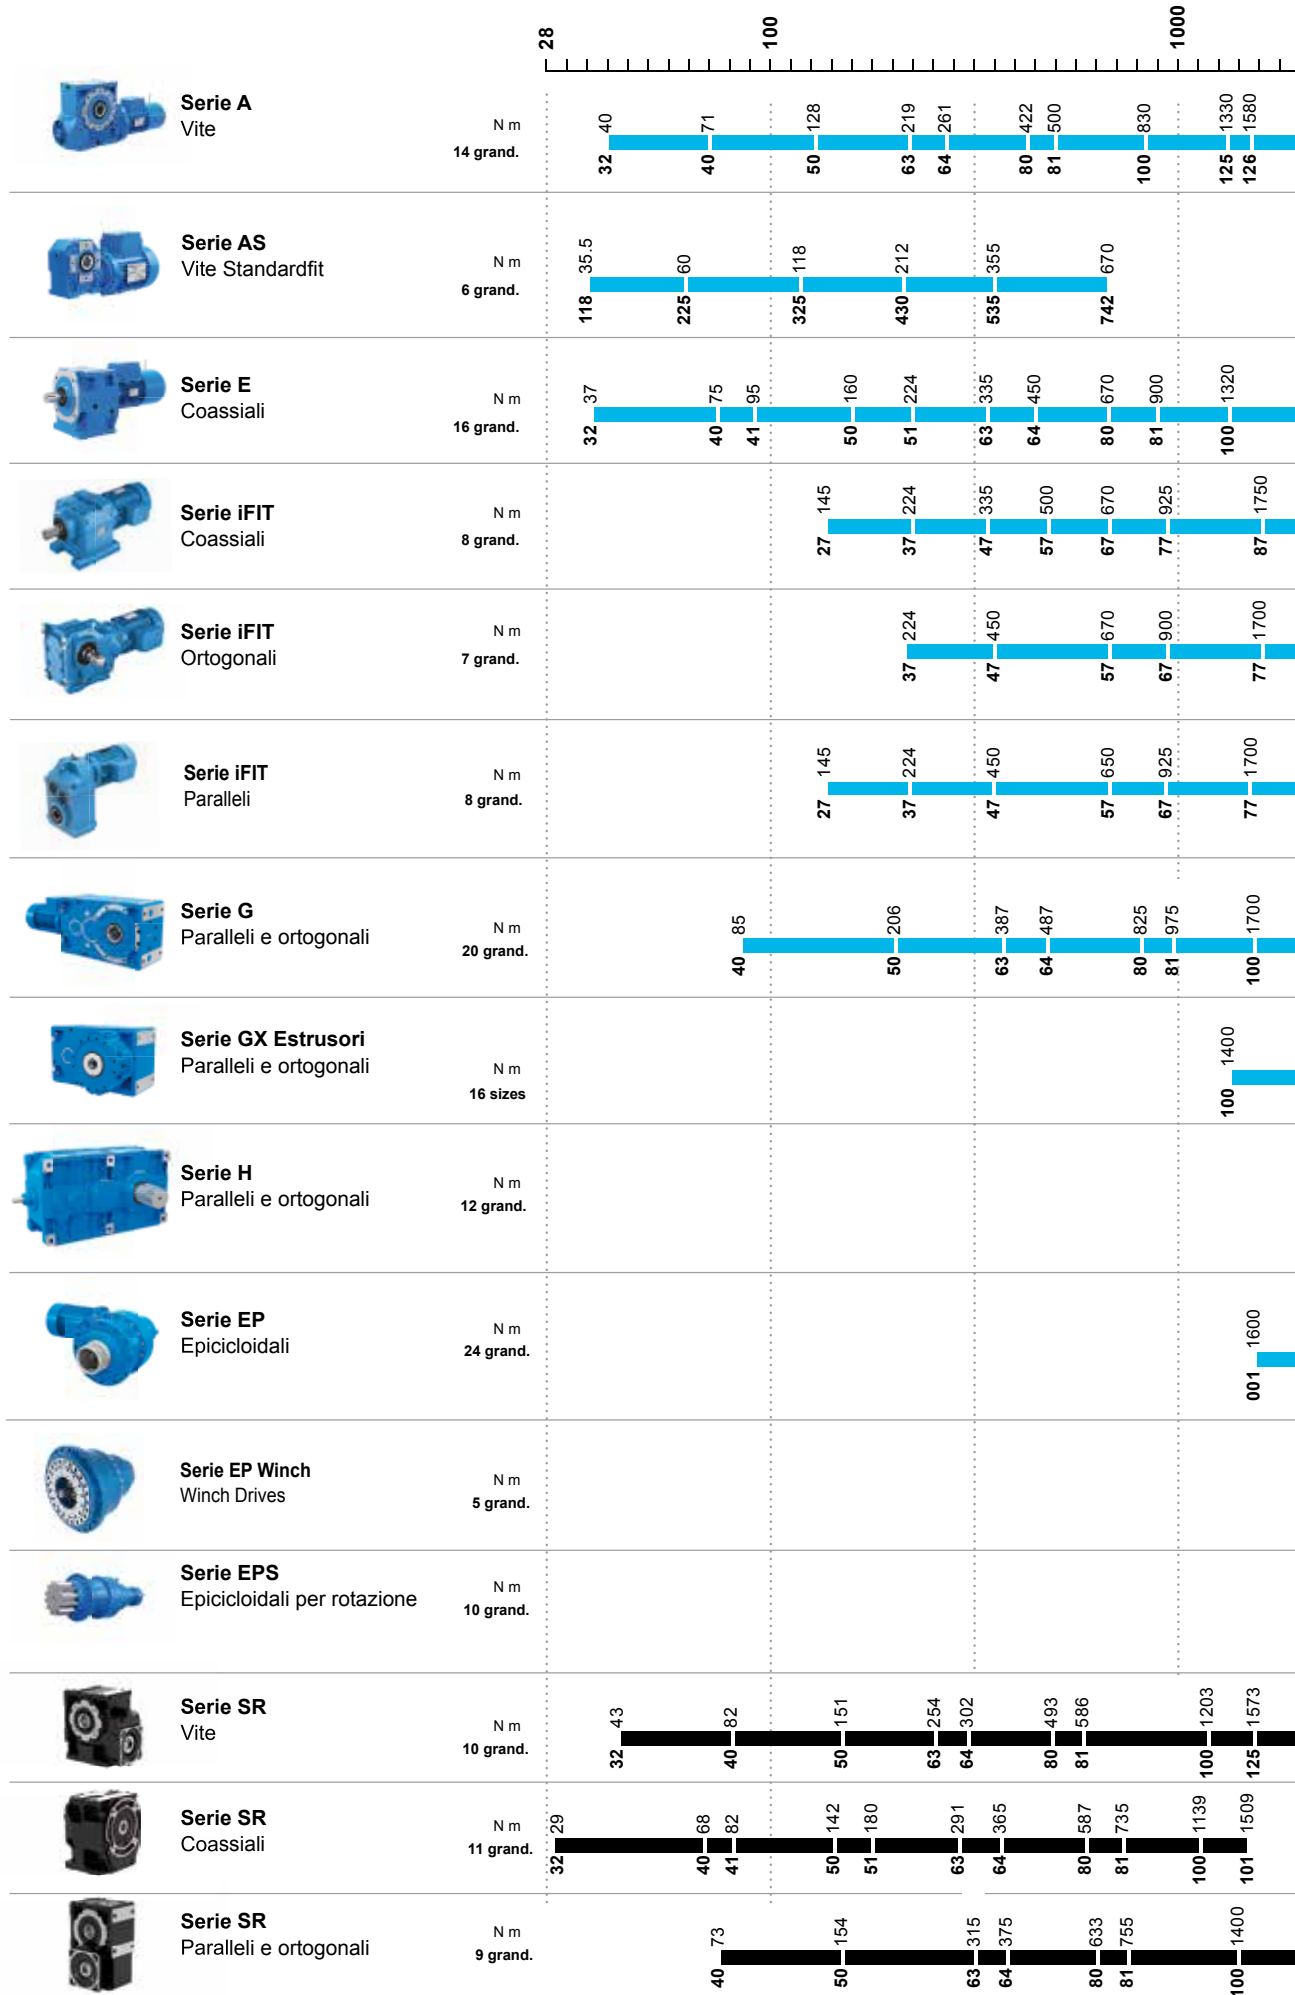 28 100 1000
Serie A
Vite
N m
14 grand.
40 71 128 219 261 422 500 830 1330 1580
32 40 50 63 64 80 81 100 125 126
Serie AS
Vite Standardfit
N m
6 grand.
35.5 60 118 212 355 670
118 225 325 430 535 742
Serie E
Coassiali
N m
16 grand.
37 75 95 160 224 335 450 670 900 1320
32 40 41 50 51 63 64 80 81 100
Serie iFIT
Coassiali
N m
8 grand.
145 224 335 500 670 925 1750
27 37 47 57 67 77 87
Serie iFIT
Ortogonali
N m
7 grand.
224 450 670 900 1700
37 47 57 67 77
Serie iFIT
Paralleli
N m
8 grand.
145 224 450 650 925 1700
27 37 47 57 67 77
Serie G
Paralleli e ortogonali
N m
20 grand.
85 206 387 487 825 975 1700
40 50 63 64 80 81 100
Serie GX Estrusori
Paralleli e ortogonali
N m
16 sizes
1400
100
Serie H
Paralleli e ortogonali
N m
12 grand.
Serie EP
Epicicloidali
N m
24 grand.
1600
001
Serie EP Winch
Winch Drives
N m
5 grand.
Serie EPS
Epicicloidali per rotazione
N m
10 grand.
Serie SR
Vite
N m
10 grand.
43 82 151 254 302 493 586 1203 1573
32 40 50 63 64 80 81 100 125
Serie SR
Coassiali
N m
11 grand.
29 68 82 142 180 291 365 587 735 1139 1509
32 40 41 50 51 63 64 80 81 100 101
Serie SR
Paralleli e ortogonali
N m
9 grand.
73 154 315 375 633 755 1400
40 50 63 64 80 81 100